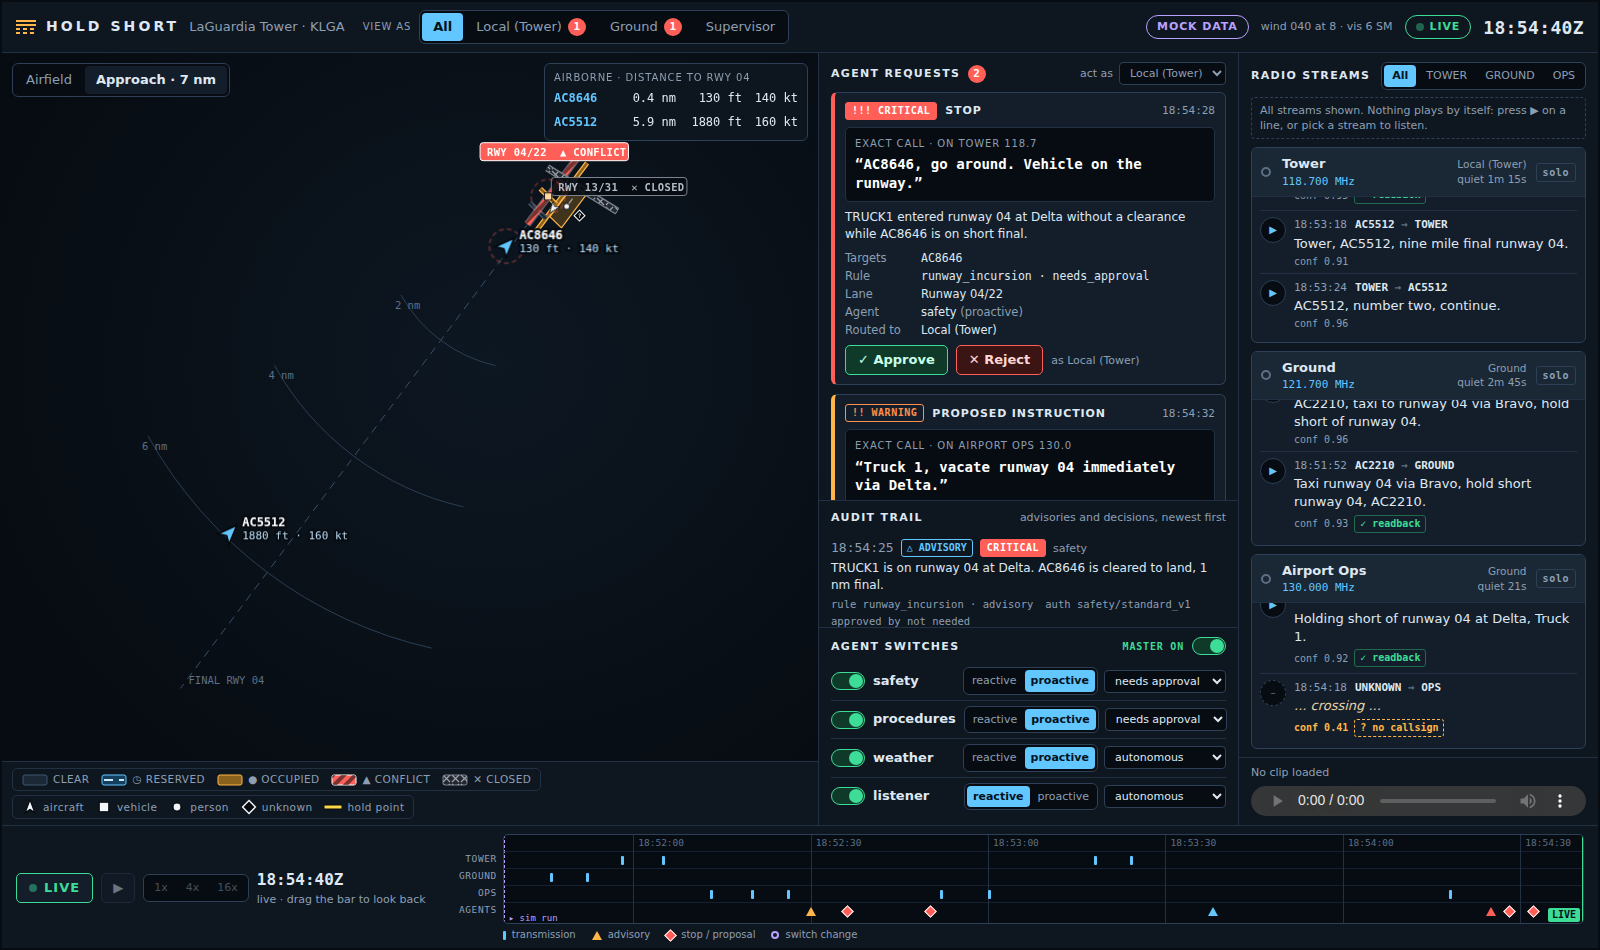 HOLD SHORT LaGuardia Tower · KLGA VIEW AS All Local (Tower) 1 Ground 1 Supervisor MOCK DATA wind 040 at 8 · vis 6 SM LIVE 18:54:40Z
Airfield Approach · 7 nm
AIRBORNE · DISTANCE TO RWY 04
AC8646 0.4 nm 130 ft 140 kt
AC5512 5.9 nm 1880 ft 160 kt
RWY 04/22 ▲ CONFLICT
RWY 13/31 × CLOSED
AC8646
130 ft · 140 kt
2 nm
4 nm
6 nm
AC5512
1880 ft · 160 kt
FINAL RWY 04
CLEAR ◷ RESERVED ● OCCUPIED ▲ CONFLICT × CLOSED
aircraft vehicle person unknown hold point
AGENT REQUESTS 2 act as Local (Tower)
!!! CRITICAL STOP 18:54:28
EXACT CALL · ON TOWER 118.7
“AC8646, go around. Vehicle on the
runway.”
TRUCK1 entered runway 04 at Delta without a clearance
while AC8646 is on short final.
Targets AC8646
Rule runway_incursion · needs_approval
Lane Runway 04/22
Agent safety (proactive)
Routed to Local (Tower)
✓ Approve ✕ Reject as Local (Tower)
!! WARNING PROPOSED INSTRUCTION 18:54:32
EXACT CALL · ON AIRPORT OPS 130.0
“Truck 1, vacate runway 04 immediately
via Delta.”
AUDIT TRAIL advisories and decisions, newest first
18:54:25 △ ADVISORY CRITICAL safety
TRUCK1 is on runway 04 at Delta. AC8646 is cleared to land, 1
nm final.
rule runway_incursion · advisory auth safety/standard_v1
approved by not needed
AGENT SWITCHES MASTER ON
safety reactive proactive needs approval
procedures reactive proactive needs approval
weather reactive proactive autonomous
listener reactive proactive autonomous
RADIO STREAMS All TOWER GROUND OPS
All streams shown. Nothing plays by itself: press ▶ on a
line, or pick a stream to listen.
Tower Local (Tower)
118.700 MHz quiet 1m 15s solo
18:53:18 AC5512 → TOWER
Tower, AC5512, nine mile final runway 04.
conf 0.91
18:53:24 TOWER → AC5512
AC5512, number two, continue.
conf 0.96
Ground Ground
121.700 MHz quiet 2m 45s solo
AC2210, taxi to runway 04 via Bravo, hold
short of runway 04.
conf 0.96
18:51:52 AC2210 → GROUND
Taxi runway 04 via Bravo, hold short
runway 04, AC2210.
conf 0.93 ✓ readback
Airport Ops Ground
130.000 MHz quiet 21s solo
Holding short of runway 04 at Delta, Truck
1.
conf 0.92 ✓ readback
18:54:18 UNKNOWN → OPS
... crossing ...
conf 0.41 ? no callsign
No clip loaded
0:00 / 0:00
LIVE ▶ 1x 4x 16x 18:54:40Z
live · drag the bar to look back
18:52:00 18:52:30 18:53:00 18:53:30 18:54:00 18:54:30
TOWER
GROUND
OPS
AGENTS
▸ sim run LIVE
transmission advisory stop / proposal switch change